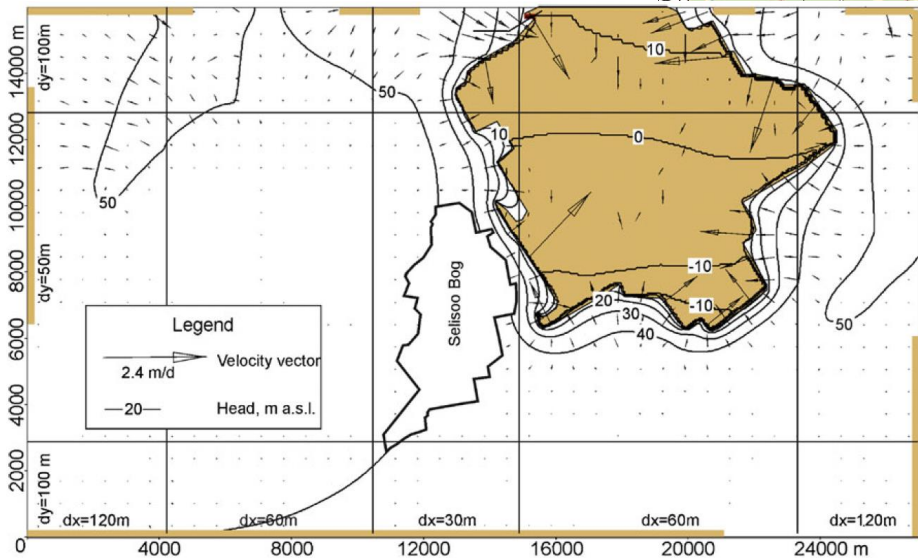 14000 m
12000
10000
8000
6000
4000
2000
0
dy=100m
dy=50m
dy=100 m
50
50
50
10
10
0
-10
-10
20
30
40
50
Selisoo Bog
Legend
Velocity vector
2.4 m/d
20
Head, m a.s.l.
dx=120m
dx=60m
dx=30m
dx=60m
dx=120m
4000
8000
12000
16000
20000
24000 m